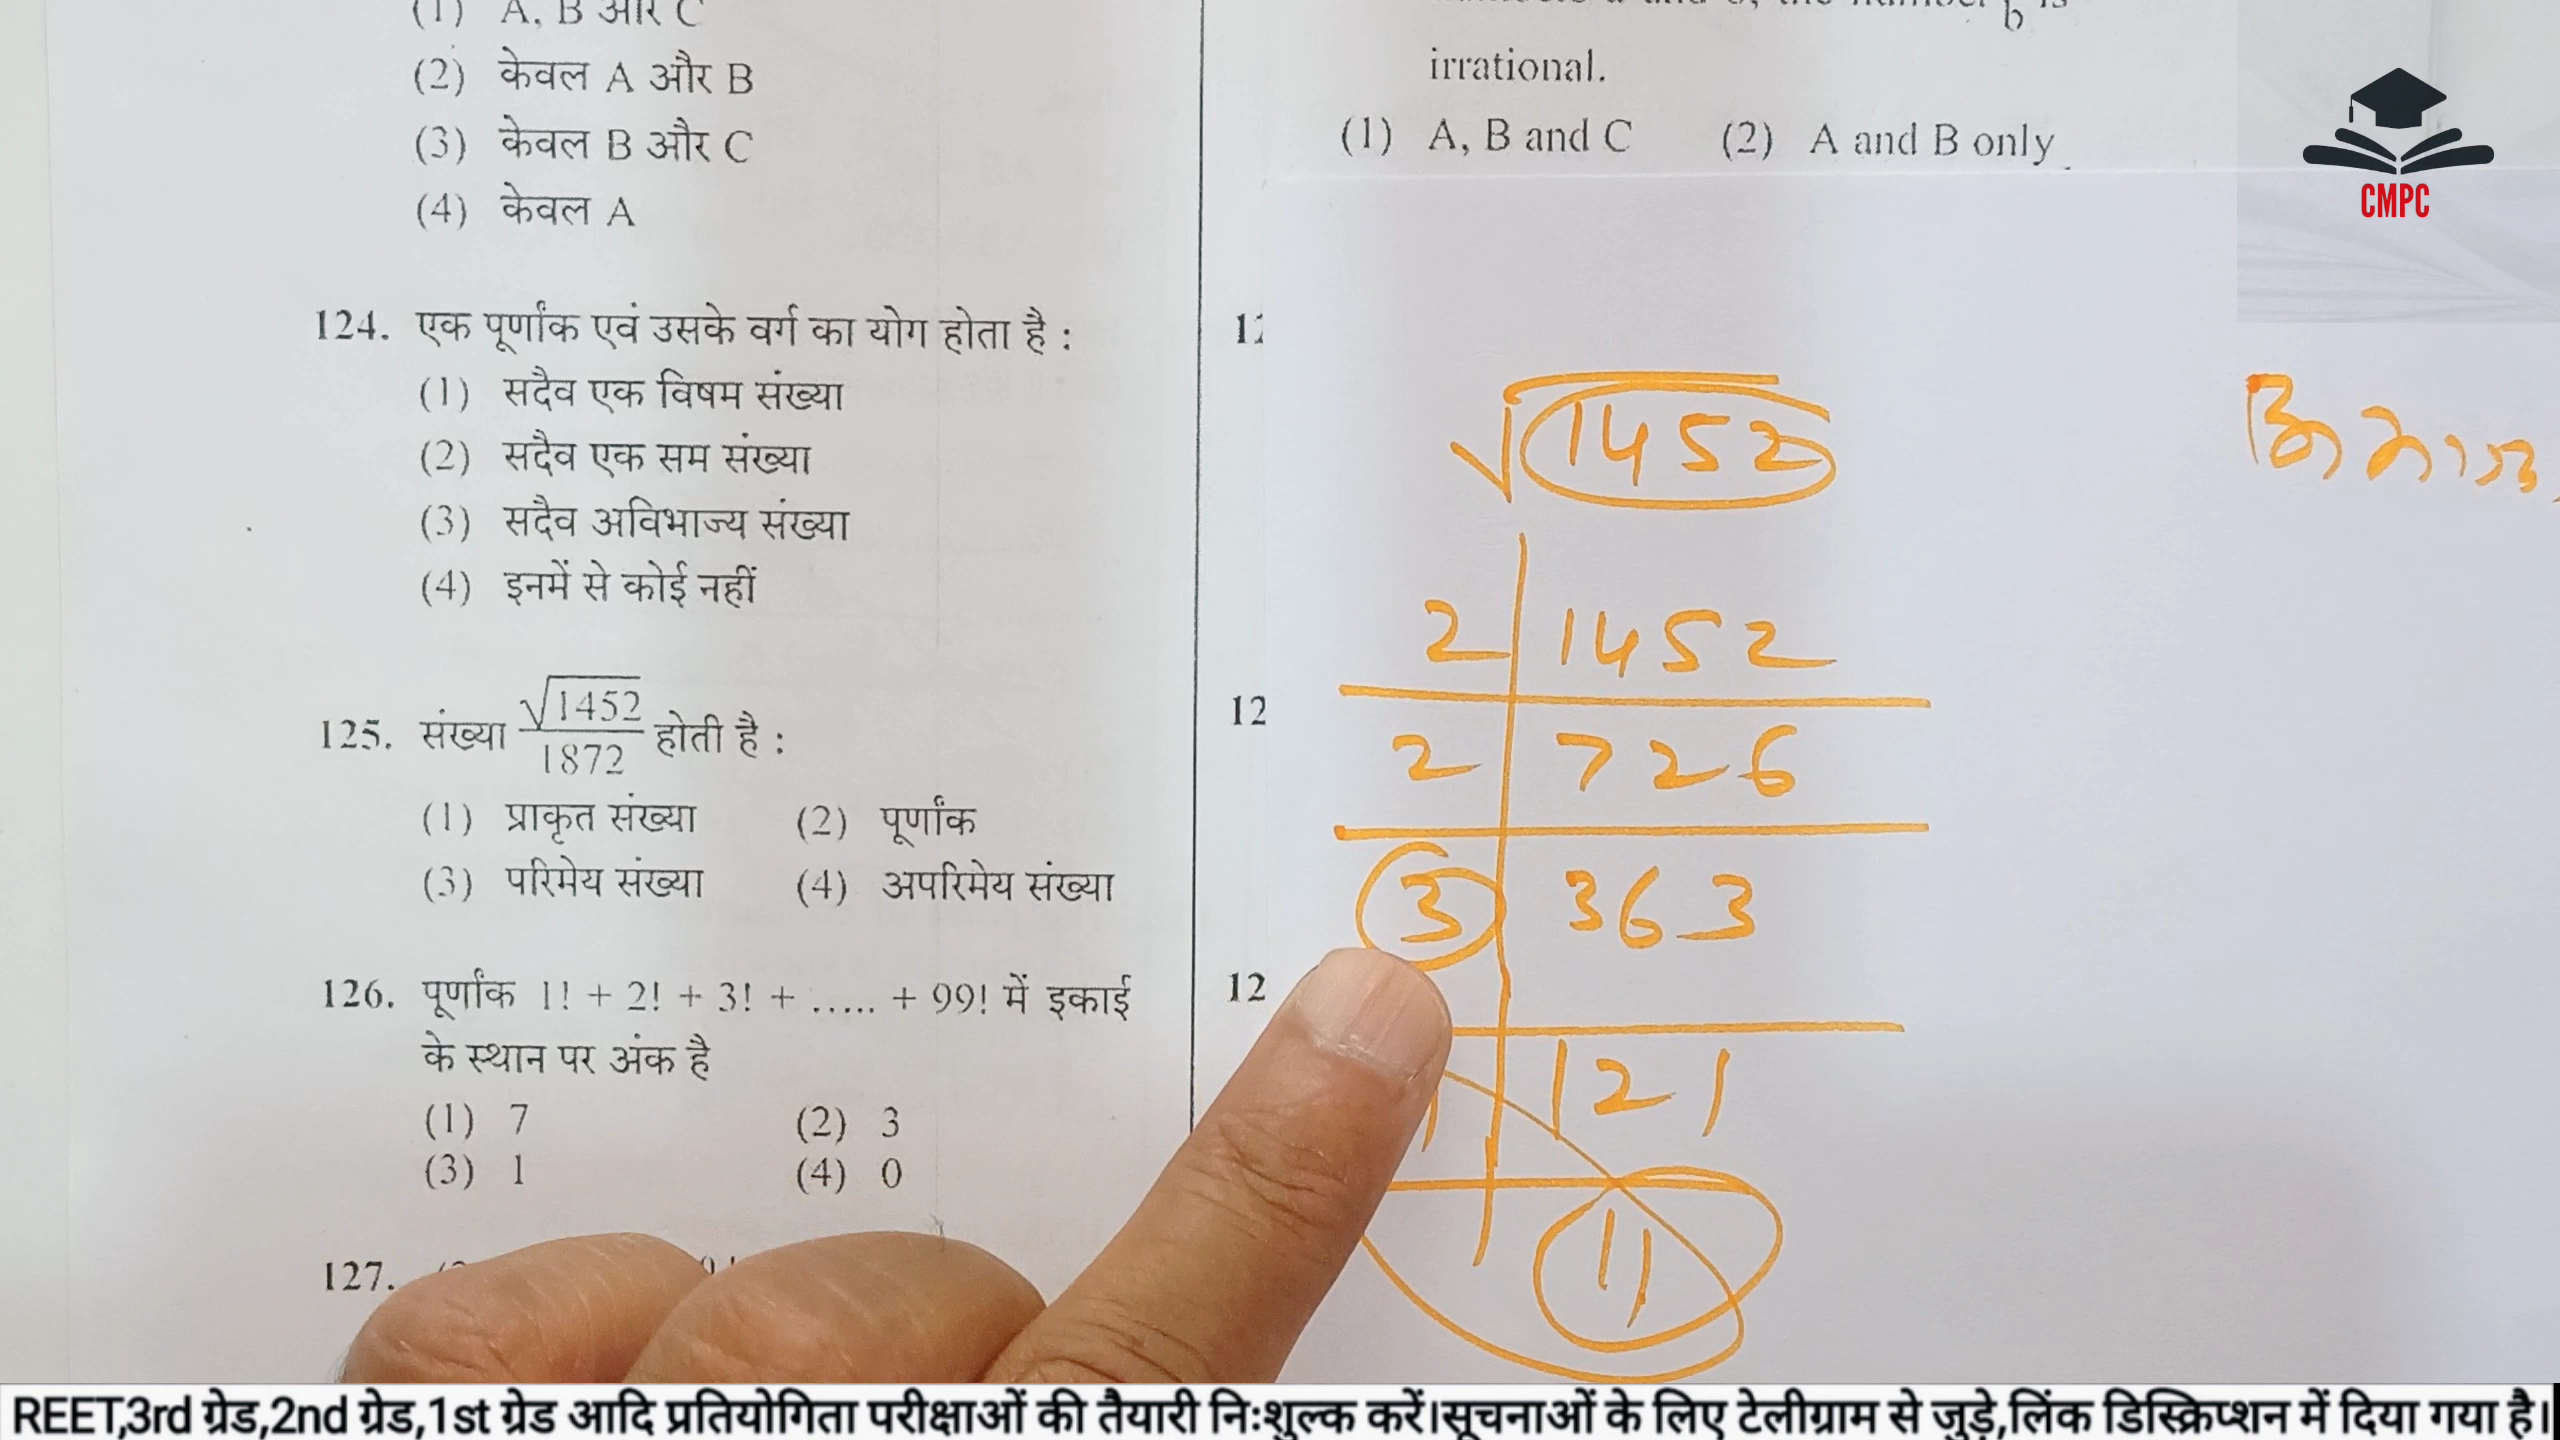 (1) A, B और C
(2) केवल A और B
(3) केवल B और C
(4) केवल A
124. एक पूर्णांक एवं उसके वर्ग का योग होता है :
(1) सदैव एक विषम संख्या
(2) सदैव एक सम संख्या
(3) सदैव अविभाज्य संख्या
(4) इनमें से कोई नहीं
125. संख्या √1452/1872 होती है :
(1) प्राकृत संख्या (2) पूर्णांक
(3) परिमेय संख्या (4) अपरिमेय संख्या
126. पूर्णांक 1! + 2! + 3! + ..... + 99! में इकाई
के स्थान पर अंक है
(1) 7 (2) 3
(3) 1 (4) 0
127.
b is
irrational.
(1) A, B and C (2) A and B only
12
12
√1452
2 1452
2 726
3 363
121
11
CMPC
REET,3rd ग्रेड,2nd ग्रेड,1st ग्रेड आदि प्रतियोगिता परीक्षाओं की तैयारी निःशुल्क करें।सूचनाओं के लिए टेलीग्राम से जुड़े,लिंक डिस्क्रिप्शन में दिया गया है।